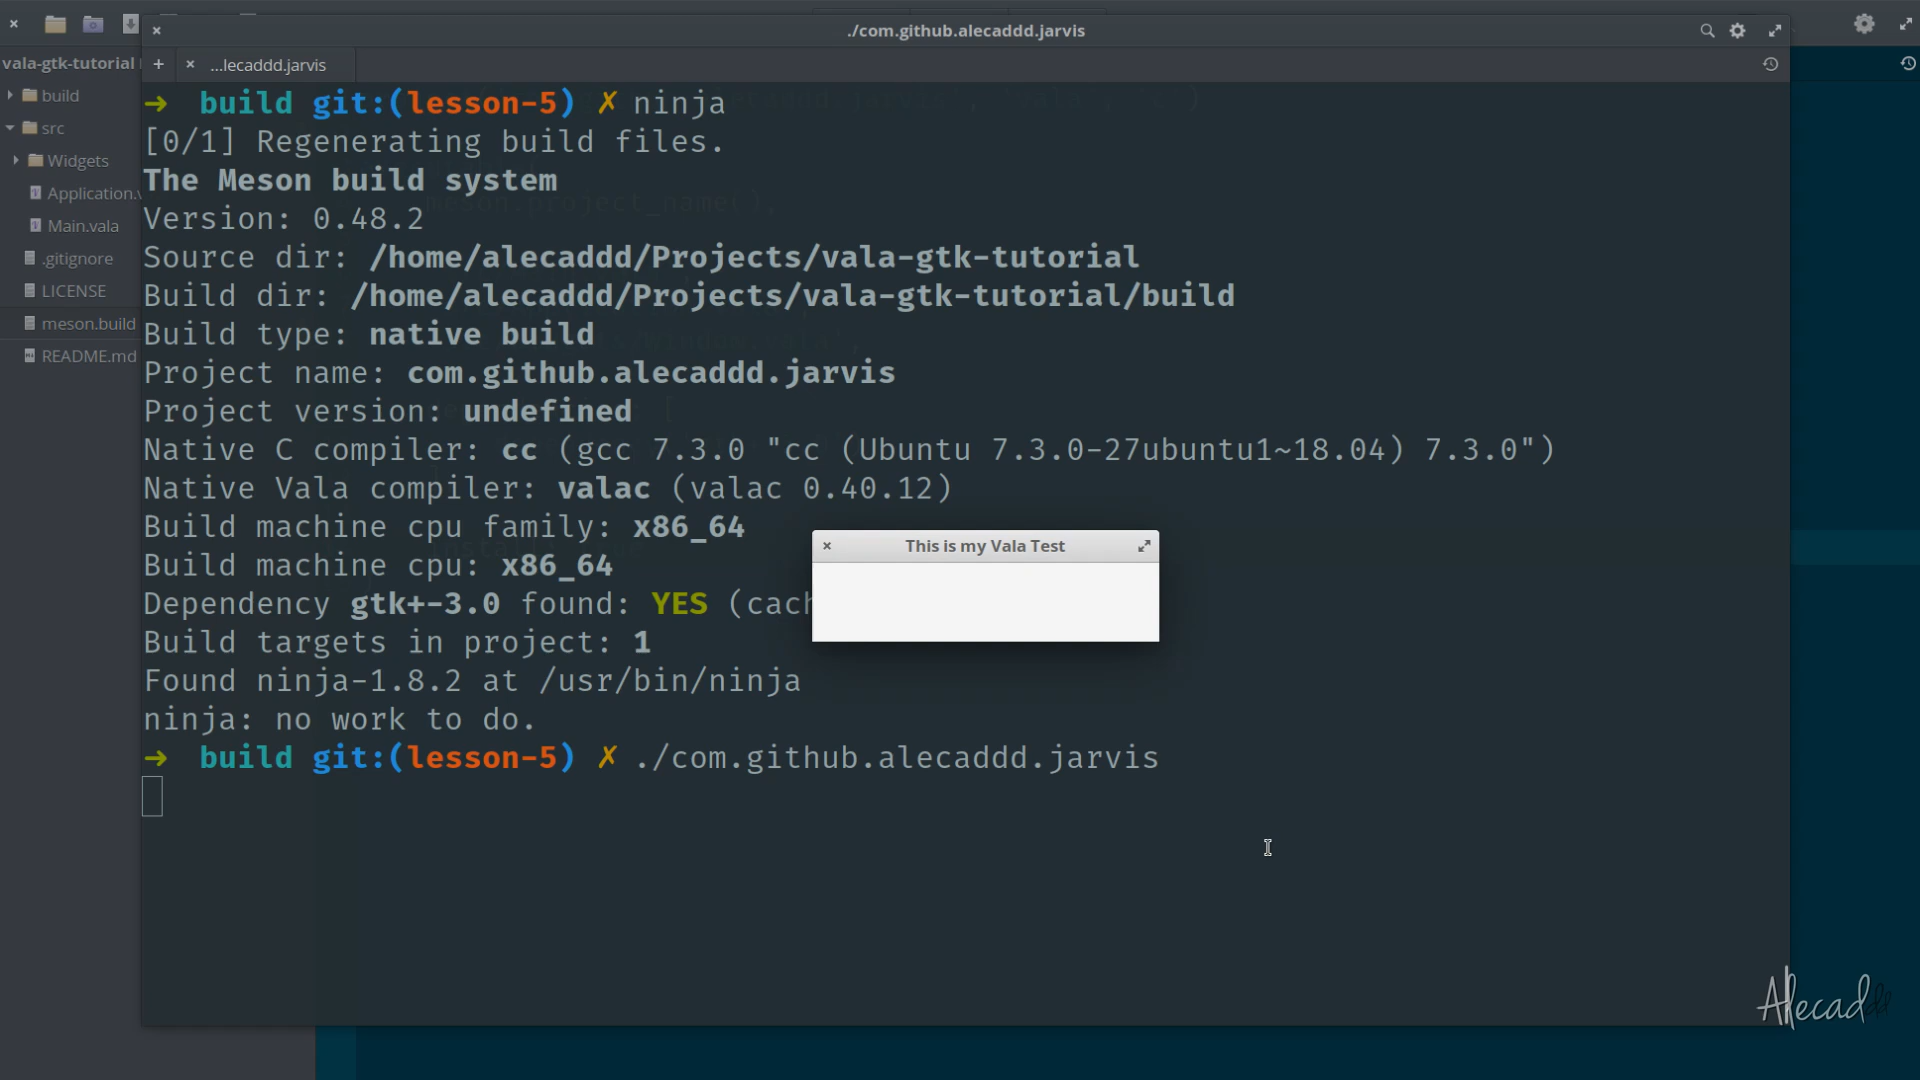 ./com.github.alecaddd.jarvis
vala-gtk-tutorial
+ × ...lecaddd.jarvis
build
src
Widgets
Application.v
Main.vala
.gitignore
LICENSE
meson.build
README.md
➜ build git:(lesson-5) ✗ ninja
[0/1] Regenerating build files.
The Meson build system
Version: 0.48.2
Source dir: /home/alecaddd/Projects/vala-gtk-tutorial
Build dir: /home/alecaddd/Projects/vala-gtk-tutorial/build
Build type: native build
Project name: com.github.alecaddd.jarvis
Project version: undefined
Native C compiler: cc (gcc 7.3.0 "cc (Ubuntu 7.3.0-27ubuntu1~18.04) 7.3.0")
Native Vala compiler: valac (valac 0.40.12)
Build machine cpu family: x86_64
Build machine cpu: x86_64
Dependency gtk+-3.0 found: YES (cach
Build targets in project: 1
Found ninja-1.8.2 at /usr/bin/ninja
ninja: no work to do.
➜ build git:(lesson-5) ✗ ./com.github.alecaddd.jarvis
This is my Vala Test
meson.project_name(),
Alecaddd